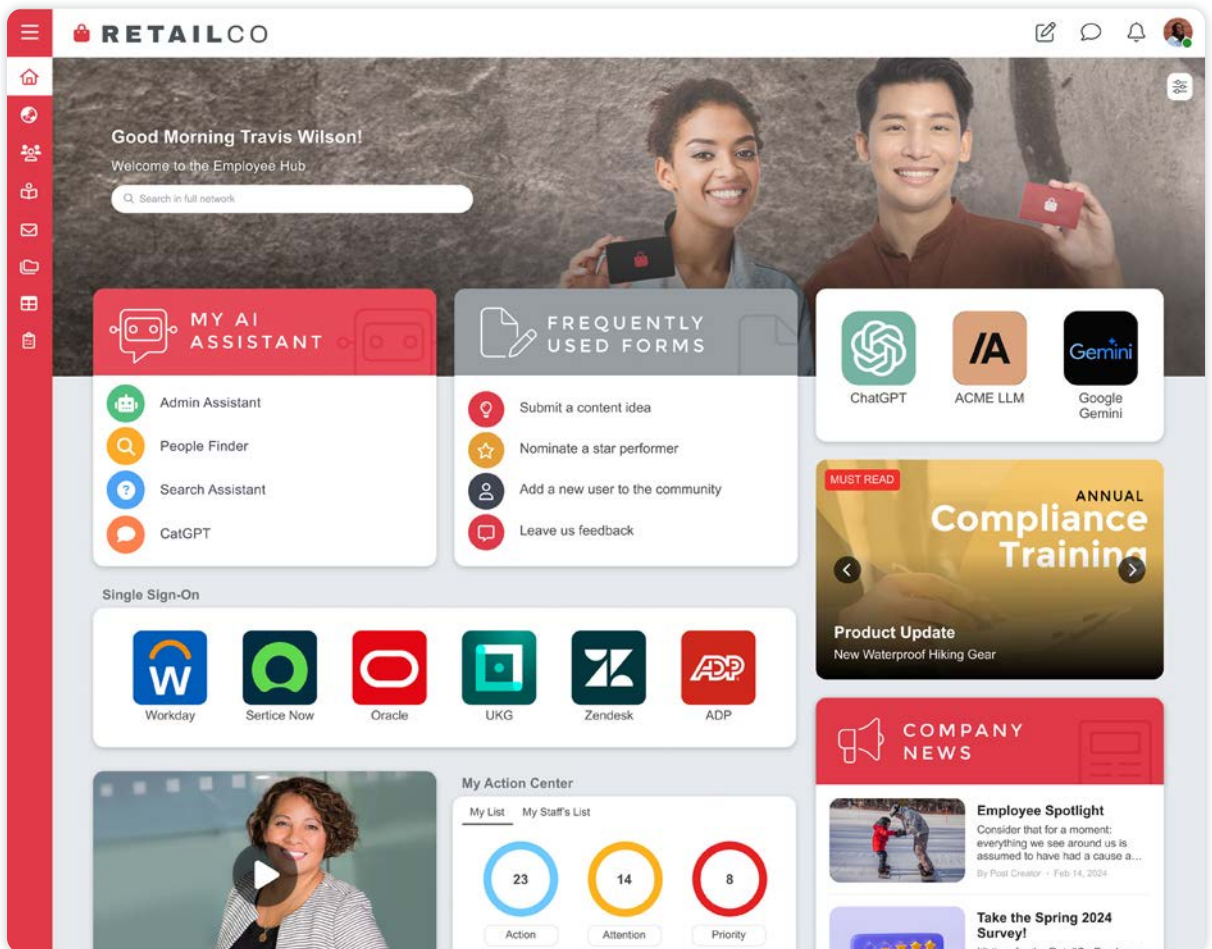 RETAILCO
Good Morning Travis Wilson!
Welcome to the Employee Hub
Search in full network
MY AI
ASSISTANT
Admin Assistant
People Finder
Search Assistant
CatGPT
FREQUENTLY
USED FORMS
Submit a content idea
Nominate a star performer
Add a new user to the community
Leave us feedback
/A
Gemini
ChatGPT
ACME LLM
Google
Gemini
MUST READ
ANNUAL
Compliance
Training
Product Update
New Waterproof Hiking Gear
Single Sign-On
W
ADP
Workday
Sertice Now
Oracle
UKG
Zendesk
ADP
My Action Center
My List
My Staff's List
23
14
8
Action
Attention
Priority
COMPANY
NEWS
Employee Spotlight
Consider that for a moment:
everything we see around us is
assumed to have had a cause a...
By Post Creator • Feb 14, 2024
Take the Spring 2024
Survey!